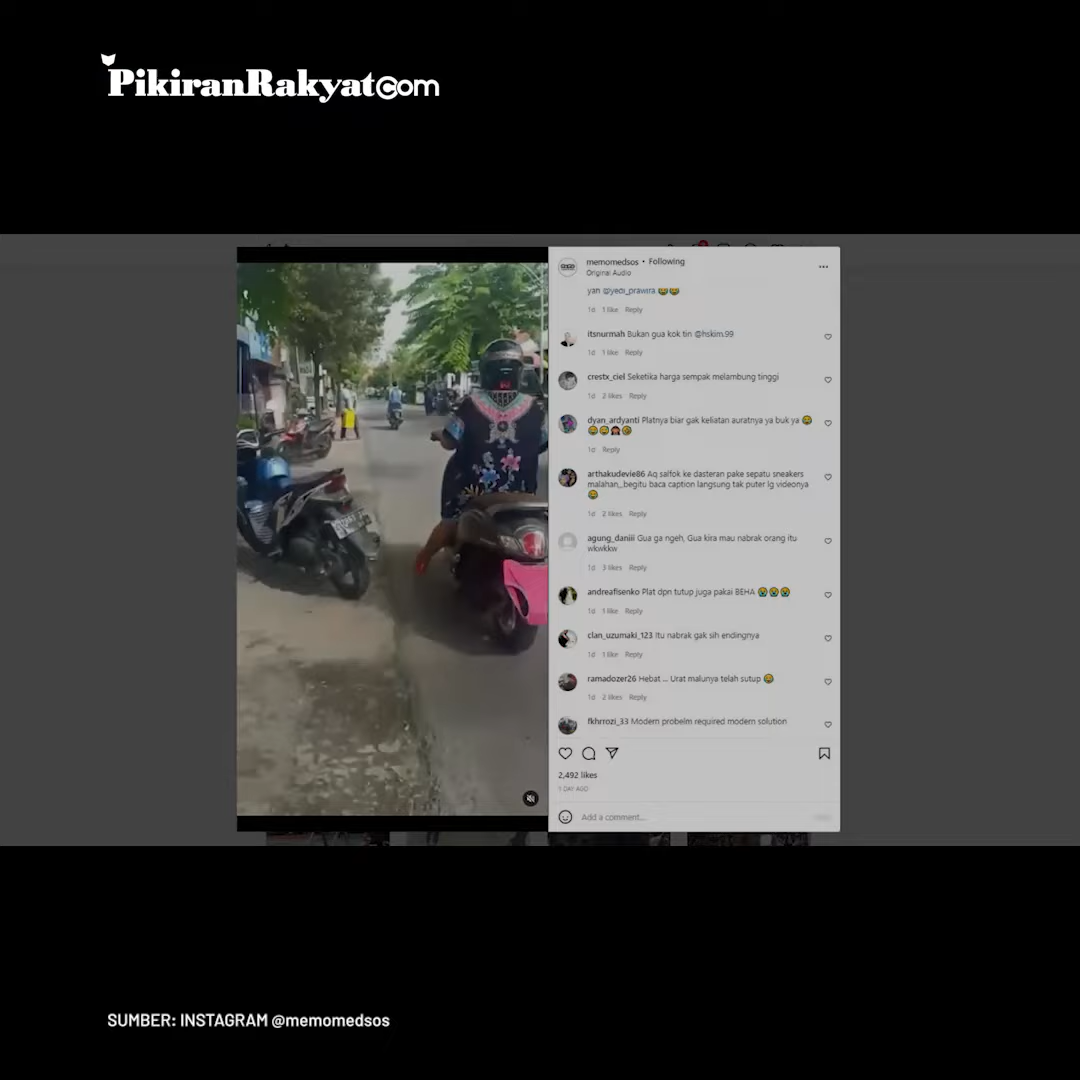 PikiranRakyat.com
memomedsos • Following
Original Audio
yan @yedi_prawira 😂😂
1d 1 like Reply
itsnurmah Bukan gua kok tin @hskim.99
1d 1 like Reply
crestx_ciel Seketika harga sempak melambung tinggi
1d 2 likes Reply
dyan_ardyanti Platnya biar gak keliatan auratnya ya buk ya
1d Reply
arthakudevie86 Aq salfok ke dasteran pake sepatu sneakers
malahan,,,begitu baca caption langsung tak puter lg videonya
1d 2 likes Reply
agung_daniii Gua ga ngeh, Gua kira mau nabrak orang itu
wkwkkw
1d 3 likes Reply
andreafisenko Plat dpn tutup juga pakai BEHA 😭😭😭
1d 1 like Reply
clan_uzumaki_123 Itu nabrak gak sih endingnya
1d 1 like Reply
ramadozer26 Hebat ... Urat malunya telah sutup 😂
1d 2 likes Reply
fkhrrozi_33 Modern probelm required modern solution
2,492 likes
1 DAY AGO
Add a comment...
SUMBER: INSTAGRAM @memomedsos